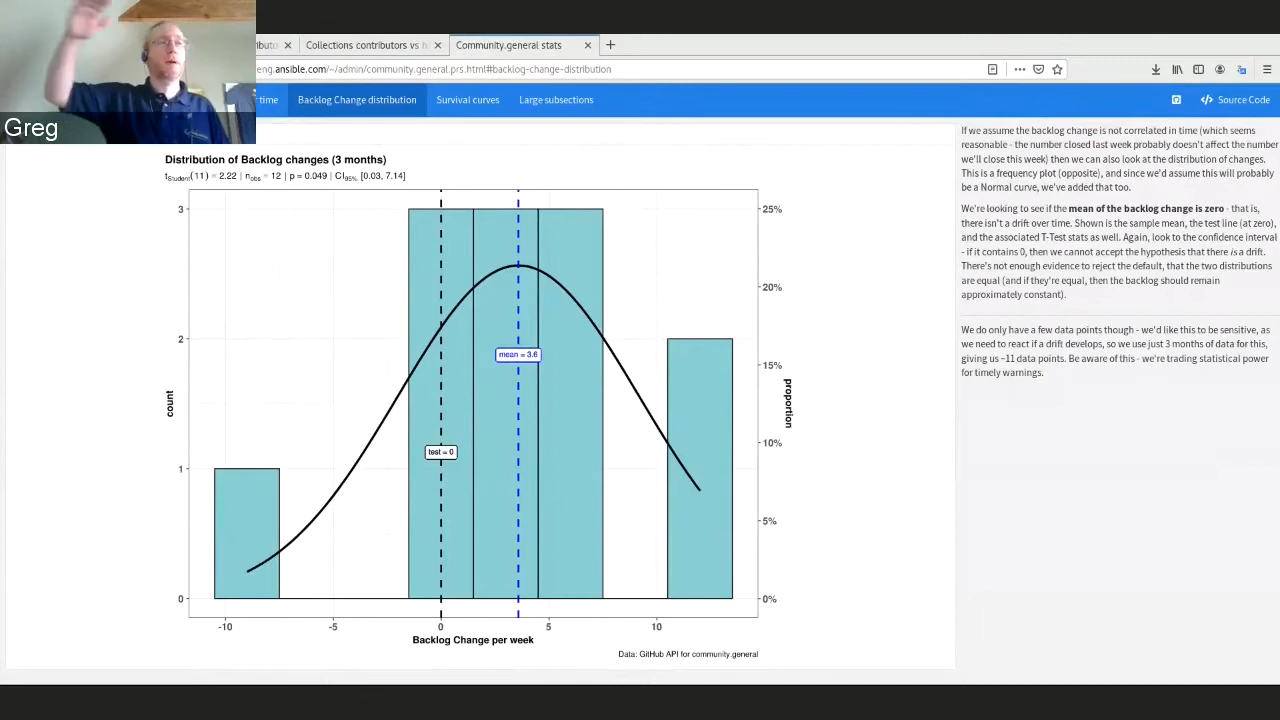 Greg
Collections contributors vs h
Community.general stats
eng.ansible.com/~/admin/community.general.prs.html#backlog-change-distribution
time
Backlog Change distribution
Survival curves
Large subsections
Source Code
Distribution of Backlog changes (3 months)
tStudent(11) = 2.22 | nobs = 12 | p = 0.049 | CI95% [0.03, 7.14]
3
2
1
0
count
25%
20%
15%
10%
5%
0%
proportion
mean = 3.6
test = 0
-10
-5
0
5
10
Backlog Change per week
Data: GitHub API for community.general
If we assume the backlog change is not correlated in time (which seems
reasonable - the number closed last week probably doesn't affect the number
we'll close this week) then we can also look at the distribution of changes.
This is a frequency plot (opposite), and since we'd assume this will probably
be a Normal curve, we've added that too.
We're looking to see if the mean of the backlog change is zero - that is,
there isn't a drift over time. Shown is the sample mean, the test line (at zero),
and the associated T-Test stats as well. Again, look to the confidence interval
- if it contains 0, then we cannot accept the hypothesis that there is a drift.
There's not enough evidence to reject the default, that the two distributions
are equal (and if they're equal, then the backlog should remain
approximately constant).
We do only have a few data points though - we'd like this to be sensitive, as
we need to react if a drift develops, so we use just 3 months of data for this,
giving us ~11 data points. Be aware of this - we're trading statistical power
for timely warnings.